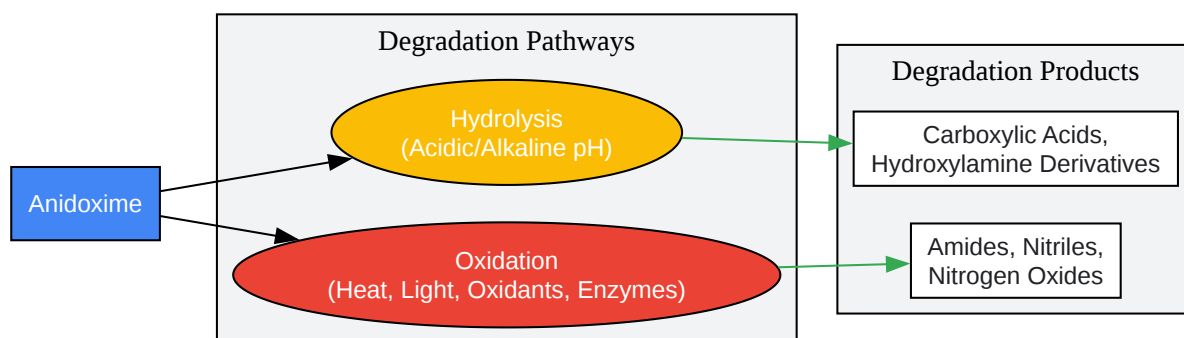 Degradation Pathways
Degradation Products
Anidoxime
Hydrolysis
(Acidic/Alkaline pH)
Carboxylic Acids,
Hydroxylamine Derivatives
Oxidation
(Heat, Light, Oxidants, Enzymes)
Amides, Nitriles,
Nitrogen Oxides